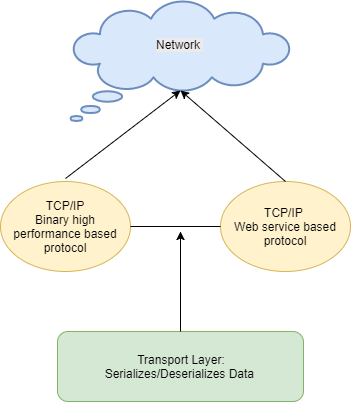 Network
TCP/IP
Binary high
performance based
protocol
TCP/IP
Web service based
protocol
Transport Layer:
Serializes/Deserializes Data